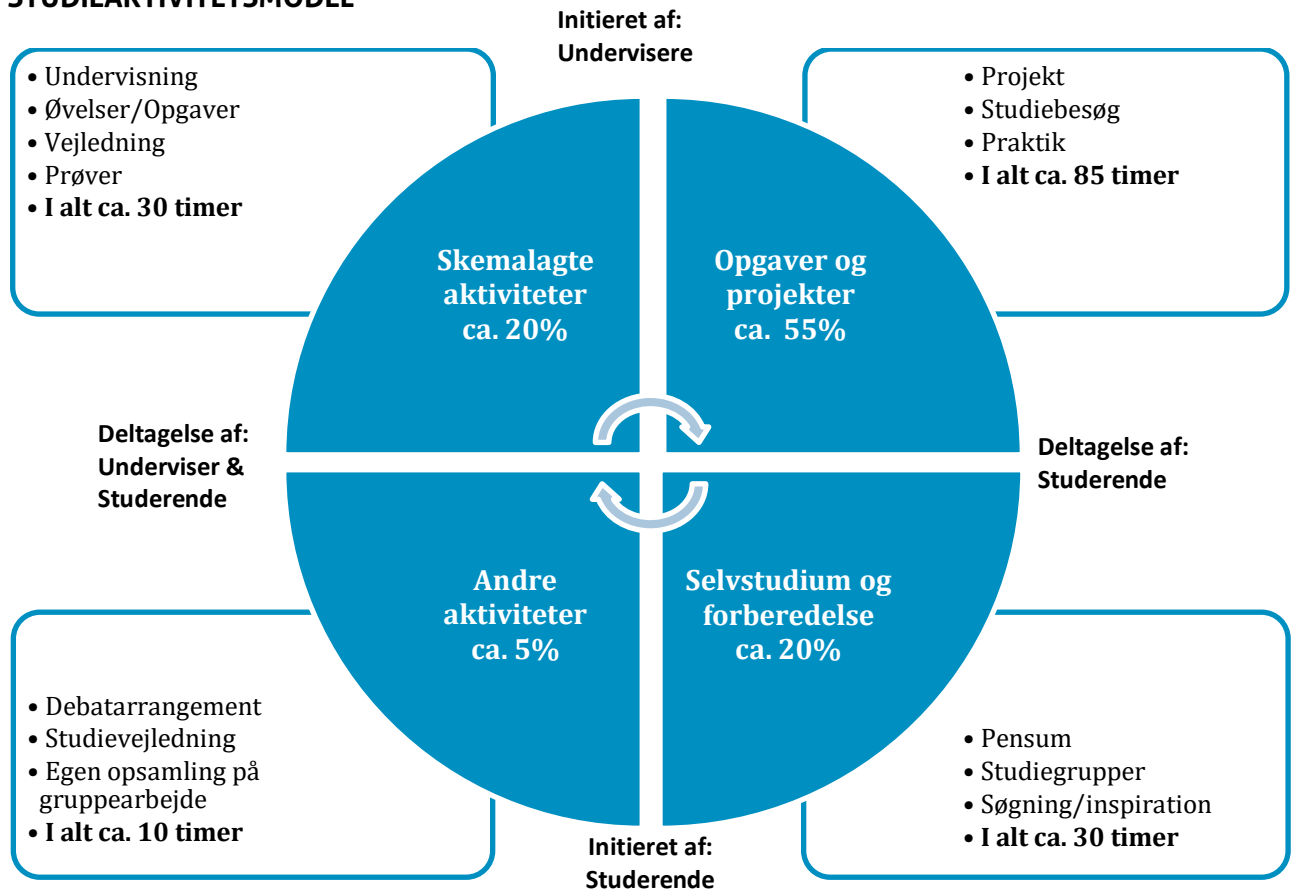 STUDIEAKTIVITETSMODEL
Initieret af:
Undervisere
• Undervisning
• Øvelser/Opgaver
• Vejledning
• Prøver
• I alt ca. 30 timer
• Projekt
• Studiebesøg
• Praktik
• I alt ca. 85 timer
Skemalagte
aktiviteter
ca. 20%
Opgaver og
projekter
ca. 55%
Deltagelse af:
Underviser &
Studerende
Deltagelse af:
Studerende
Andre
aktiviteter
ca. 5%
Selvstudium og
forberedelse
ca. 20%
• Debatarrangement
• Studievejledning
• Egen opsamling på
gruppearbejde
• I alt ca. 10 timer
• Pensum
• Studiegrupper
• Søgning/inspiration
• I alt ca. 30 timer
Initieret af:
Studerende